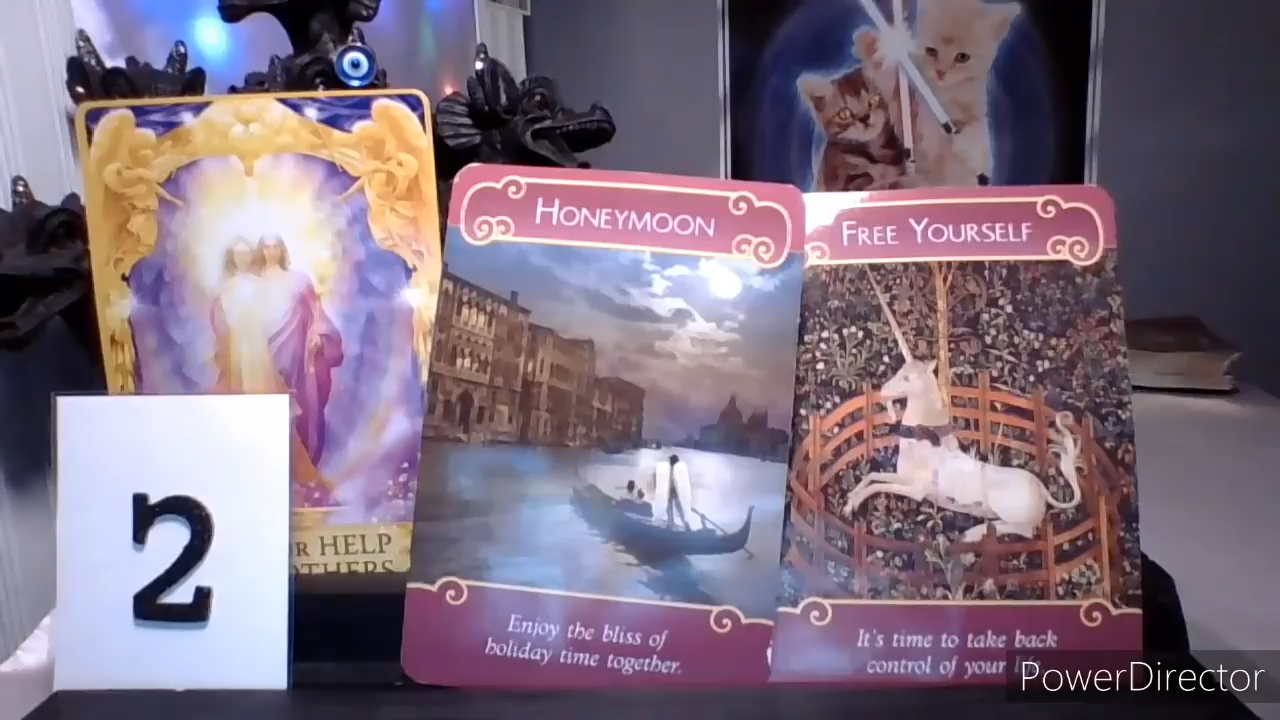 2
HELP
OTHERS
HONEYMOON
Enjoy the bliss of
holiday time together.
FREE YOURSELF
It's time to take back
control of your
PowerDirector